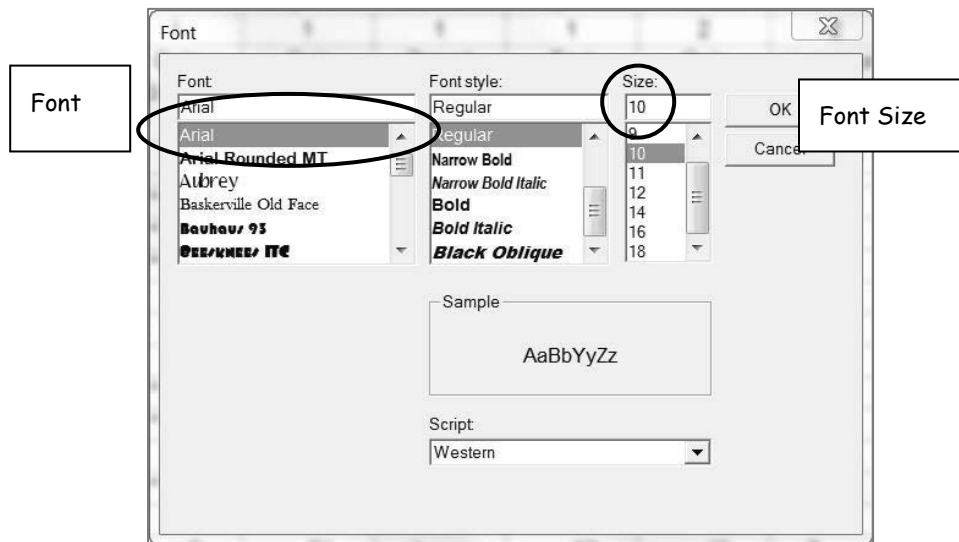 Font
Font
Font:
Font style:
Size:
Font Size
Arial
Regular
10
OK
Cancel
Arial
Arial Rounded MT
Aubrey
Baskerville Old Face
Bauhaus 93
Beesknees ITC
Regular
Narrow Bold
Narrow Bold Italic
Bold
Bold Italic
Black Oblique
9
10
11
12
14
16
18
Sample
AaBbYyZz
Script:
Western